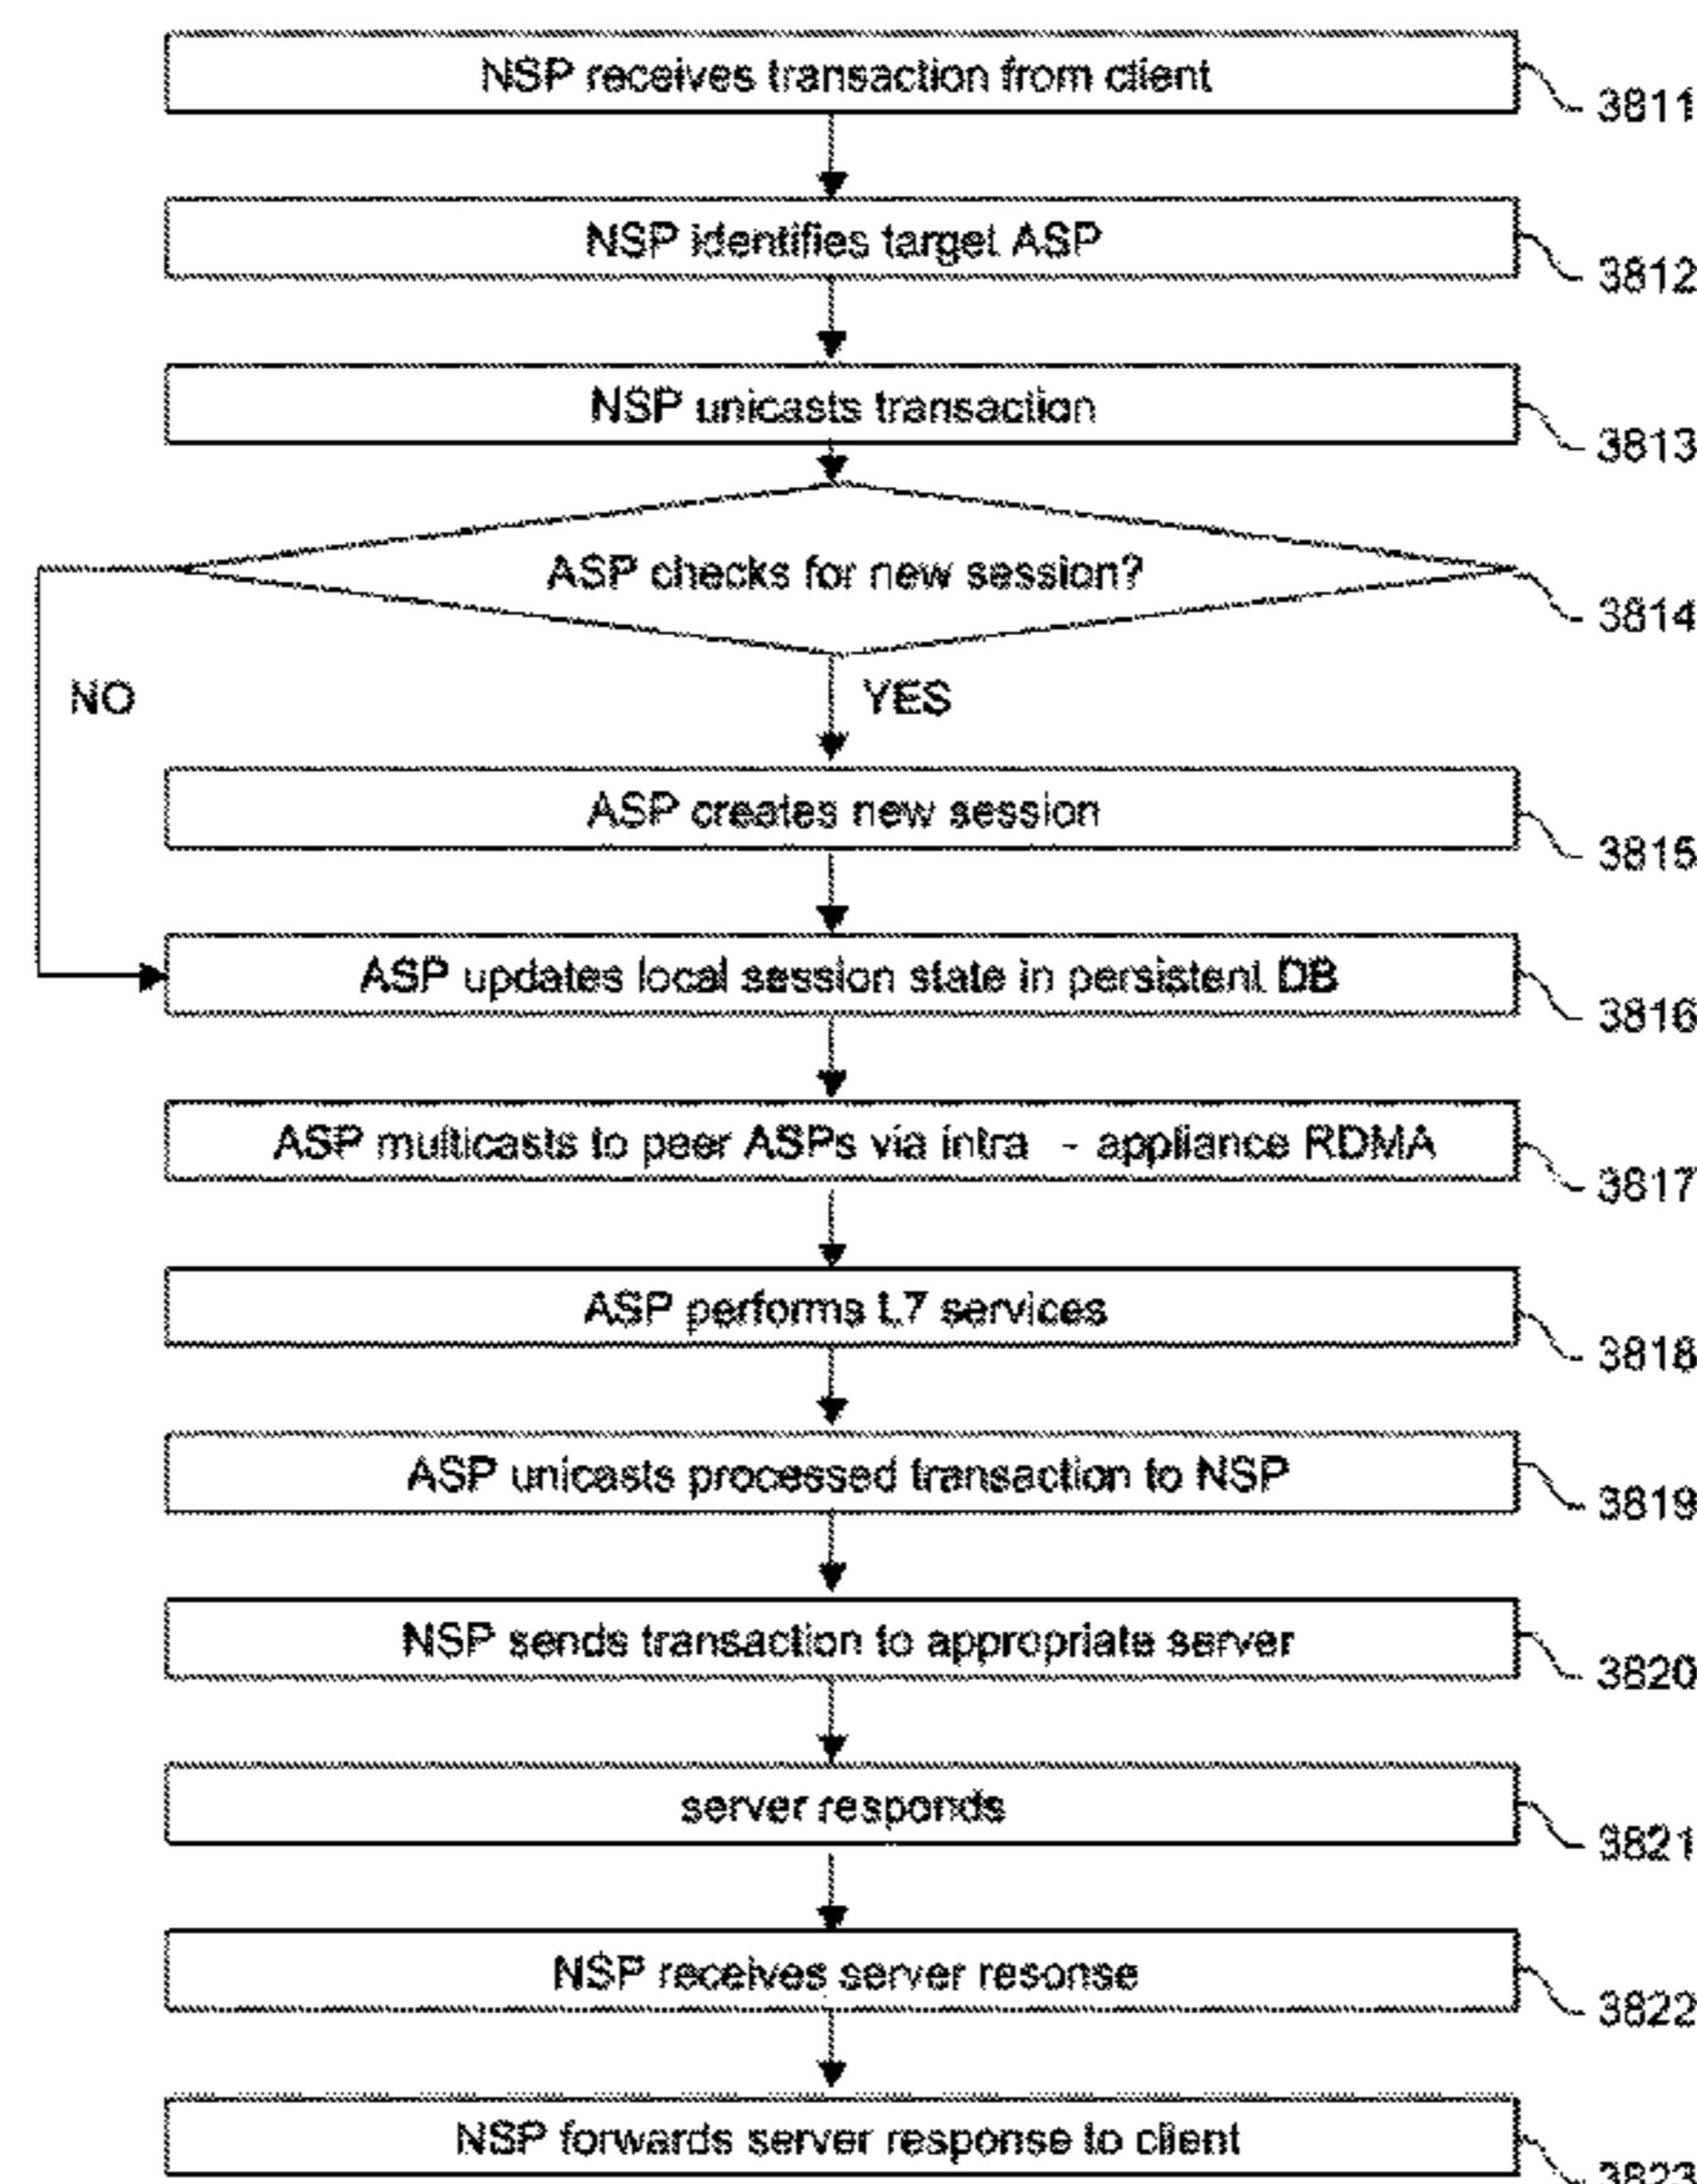 NSP receives transaction from client
3811
NSP identifies target ASP
3812
NSP unicasts transaction
3813
ASP checks for new session?
3814
NO
YES
ASP creates new session
3815
ASP updates local session state in persistent DB
3816
ASP multicasts to peer ASPs via intra - appliance RDMA
3817
ASP performs L7 services
3818
ASP unicasts processed transaction to NSP
3819
NSP sends transaction to appropriate server
3820
server responds
3821
NSP receives server resonse
3822
NSP forwards server response to client
3823